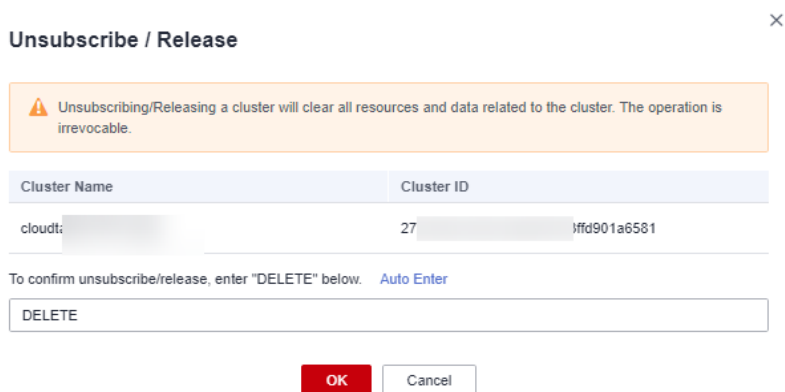 Unsubscribe / Release
Unsubscribing/Releasing a cluster will clear all resources and data related to the cluster. The operation is
irrevocable.
Cluster Name Cluster ID
27 ffd901a6581
To confirm unsubscribe/release, enter "DELETE" below. Auto Enter
DELETE
OK Cancel